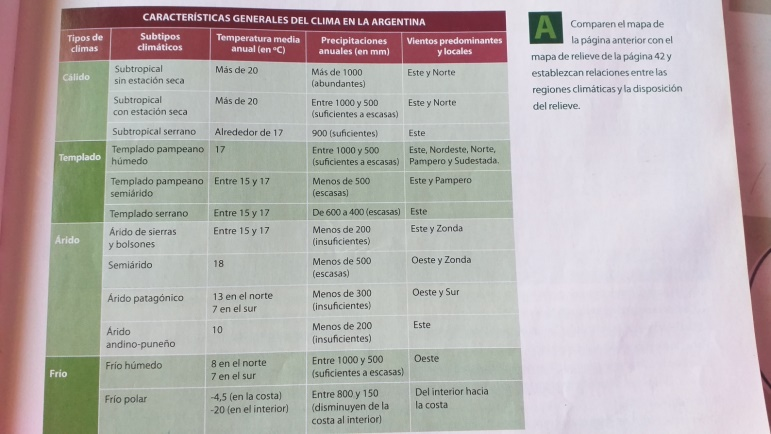 CARACTERÍSTICAS GENERALES DEL CLIMA EN LA ARGENTINA
Tipos de climas | Subtipos climáticos | Temperatura media anual (en ºC) | Precipitaciones anuales (en mm) | Vientos predominantes y locales
Cálido | Subtropical sin estación seca | Más de 20 | Más de 1000 (abundantes) | Este y Norte
Subtropical con estación seca | Más de 20 | Entre 1000 y 500 (suficientes a escasas) | Este y Norte
Subtropical serrano | Alrededor de 17 | 900 (suficientes) | Este
Templado | Templado pampeano húmedo | 17 | Entre 1000 y 500 (suficientes a escasas) | Este, Nordeste, Norte, Pampero y Sudestada.
Templado pampeano semiárido | Entre 15 y 17 | Menos de 500 (escasas) | Este y Pampero
Templado serrano | Entre 15 y 17 | De 600 a 400 (escasas) | Este
Árido | Árido de sierras y bolsones | Entre 15 y 17 | Menos de 200 (insuficientes) | Este y Zonda
Semiárido | 18 | Menos de 500 (escasas) | Oeste y Zonda
Árido patagónico | 13 en el norte 7 en el sur | Menos de 300 (insuficientes) | Oeste y Sur
Árido andino-puneño | 10 | Menos de 200 (insuficientes) | Este
Frío | Frío húmedo | 8 en el norte 7 en el sur | Entre 1000 y 500 (suficientes a escasas) | Oeste
Frío polar | -4,5 (en la costa) -20 (en el interior) | Entre 800 y 150 (disminuyen de la costa al interior) | Del interior hacia la costa
A
Comparen el mapa de
la página anterior con el
mapa de relieve de la página 42 y
establezcan relaciones entre las
regiones climáticas y la disposición
del relieve.